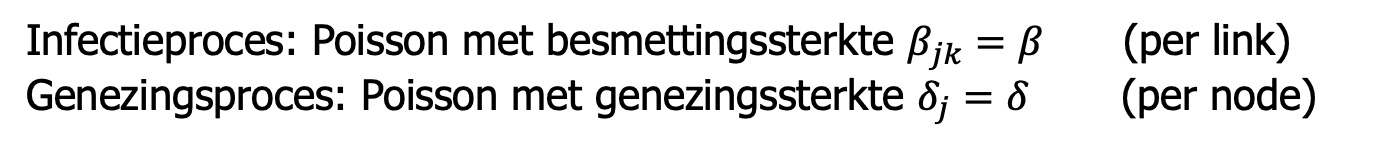 Infectieproces: Poisson met besmettingssterkte βjk = β (per link)
Genezingsproces: Poisson met genezingssterkte δj = δ (per node)